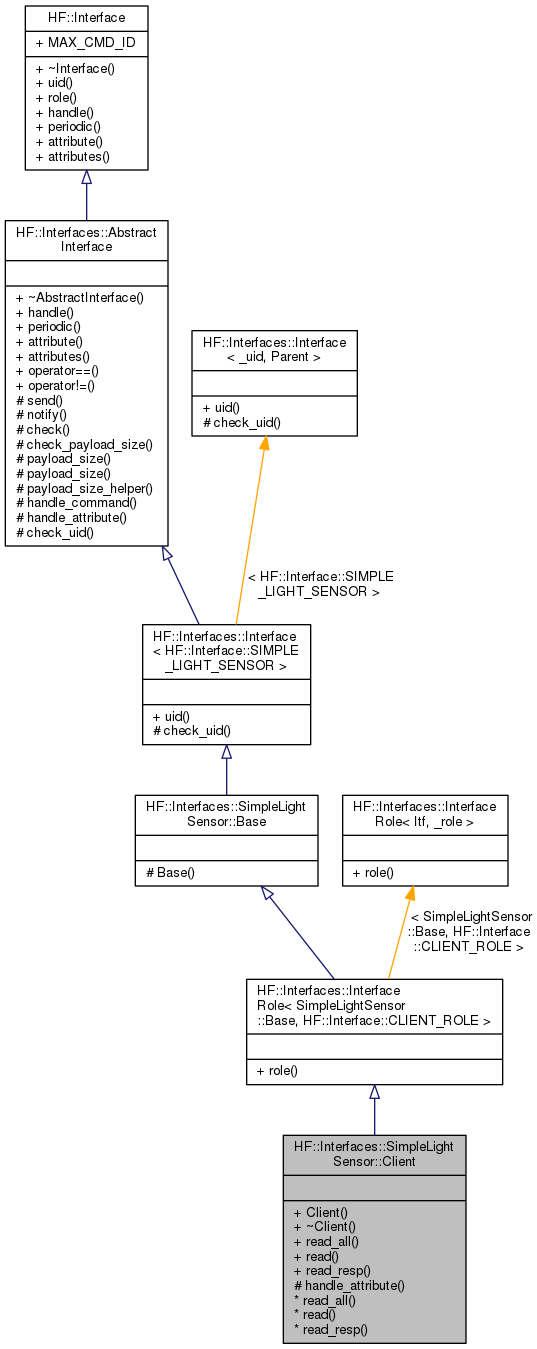 HF::Interface
+ MAX_CMD_ID
+ ~Interface()
+ uid()
+ role()
+ handle()
+ periodic()
+ attribute()
+ attributes()
HF::Interfaces::Abstract
Interface
+ ~AbstractInterface()
+ handle()
+ periodic()
+ attribute()
+ attributes()
+ operator==()
+ operator!=()
# send()
# notify()
# check()
# check_payload_size()
# payload_size()
# payload_size()
# payload_size_helper()
# handle_command()
# handle_attribute()
# check_uid()
HF::Interfaces::Interface
< _uid, Parent >
+ uid()
# check_uid()
< HF::Interface::SIMPLE
_LIGHT_SENSOR >
HF::Interfaces::Interface
< HF::Interface::SIMPLE
_LIGHT_SENSOR >
+ uid()
# check_uid()
HF::Interfaces::SimpleLight
Sensor::Base
# Base()
HF::Interfaces::Interface
Role< Itf, _role >
+ role()
< SimpleLightSensor
::Base, HF::Interface
::CLIENT_ROLE >
HF::Interfaces::Interface
Role< SimpleLightSensor
::Base, HF::Interface::CLIENT_ROLE >
+ role()
HF::Interfaces::SimpleLight
Sensor::Client
+ Client()
+ ~Client()
+ read_all()
+ read()
+ read_resp()
# handle_attribute()
* read_all()
* read()
* read_resp()